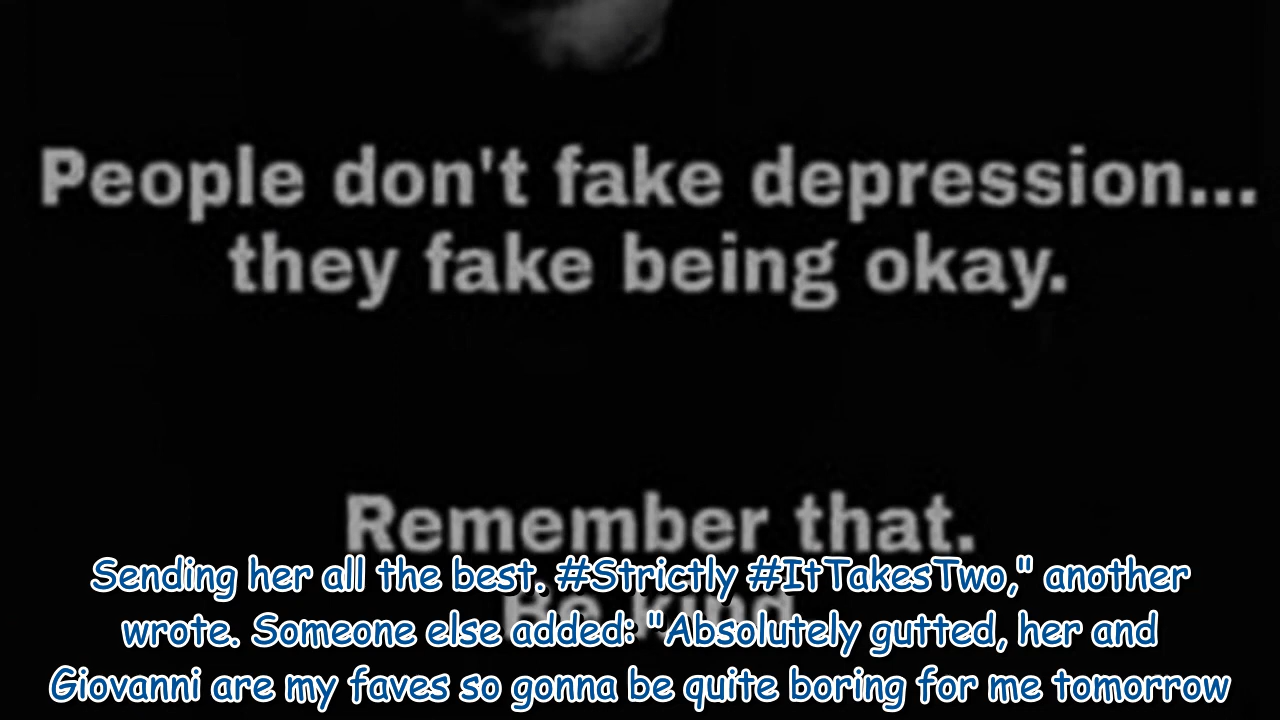 People don't fake depression...
they fake being okay.
Remember that.
Be kind.
Sending her all the best. #Strictly #ItTakesTwo," another
wrote. Someone else added: "Absolutely gutted, her and
Giovanni are my faves so gonna be quite boring for me tomorrow